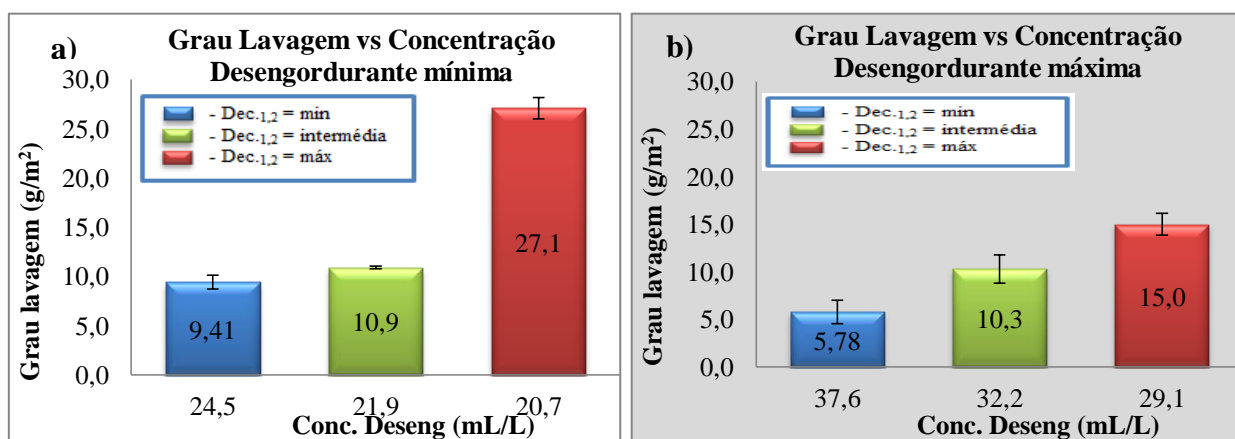 a)
Grau Lavagem vs Concentração
Desengordurante mínima
Grau lavagem (g/m²)
30,0
25,0
20,0
15,0
10,0
5,0
0,0
- Dec.1,2 = min
- Dec.1,2 = intermédia
- Dec.1,2 = máx
9,41
10,9
27,1
24,5
21,9
20,7
Conc. Deseng (mL/L)
b)
Grau Lavagem vs Concentração
Desengordurante máxima
Grau lavagem (g/m²)
30,0
25,0
20,0
15,0
10,0
5,0
0,0
- Dec.1,2 = min
- Dec.1,2 = intermédia
- Dec.1,2 = máx
5,78
10,3
15,0
37,6
32,2
29,1
Conc. Deseng (mL/L)